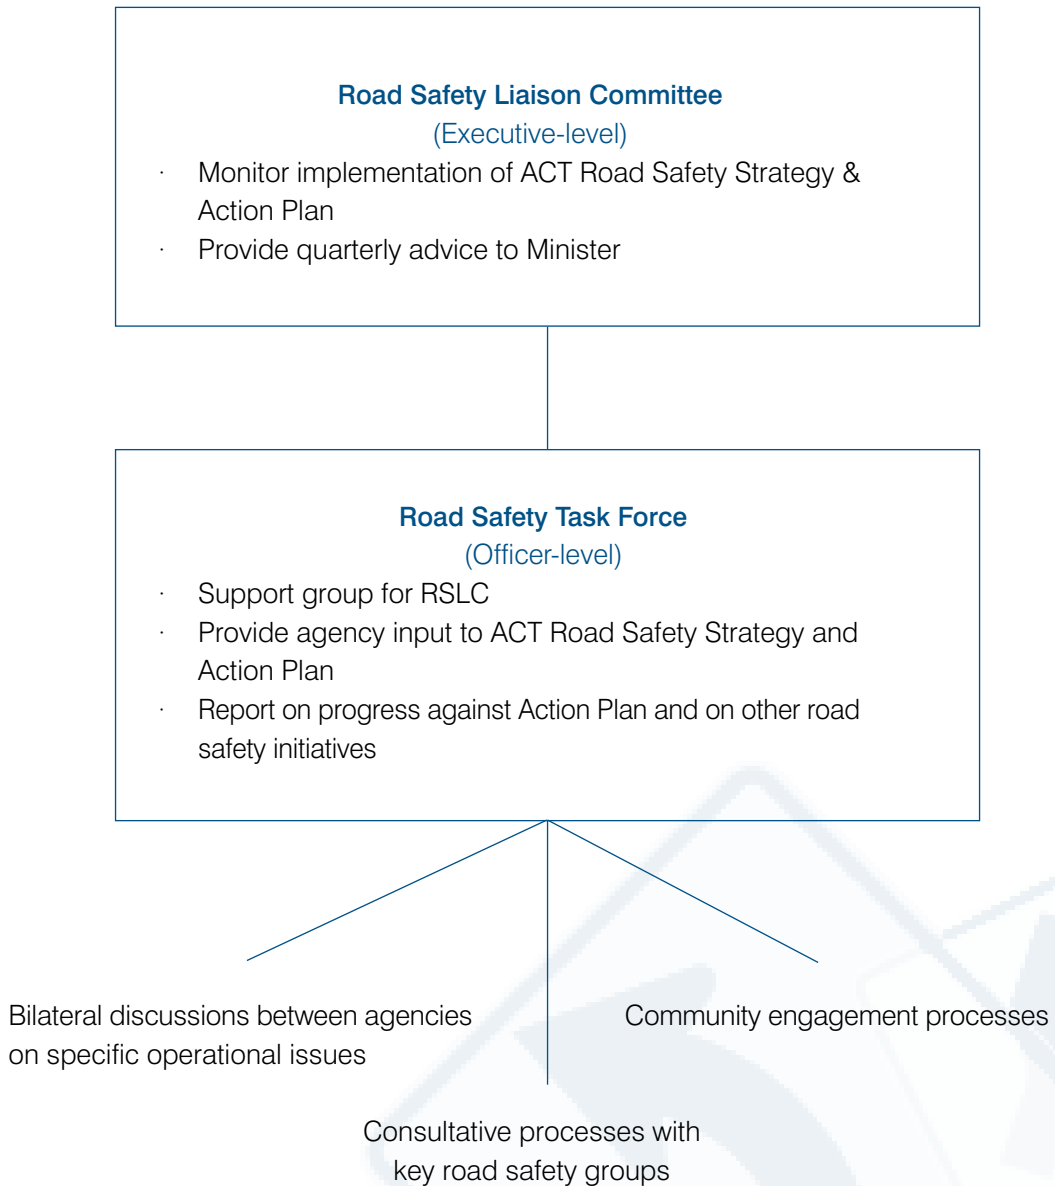 Road Safety Liaison Committee
(Executive-level)
· Monitor implementation of ACT Road Safety Strategy &
Action Plan
· Provide quarterly advice to Minister
Road Safety Task Force
(Officer-level)
· Support group for RSLC
· Provide agency input to ACT Road Safety Strategy and
Action Plan
· Report on progress against Action Plan and on other road
safety initiatives
Bilateral discussions between agencies
on specific operational issues
Community engagement processes
Consultative processes with
key road safety groups